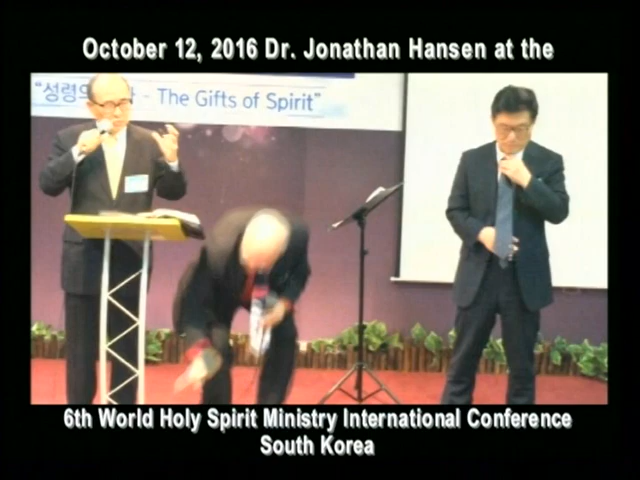 October 12, 2016 Dr. Jonathan Hansen at the
"성령의 - The Gifts of Spirit"
6th World Holy Spirit Ministry International Conference
South Korea